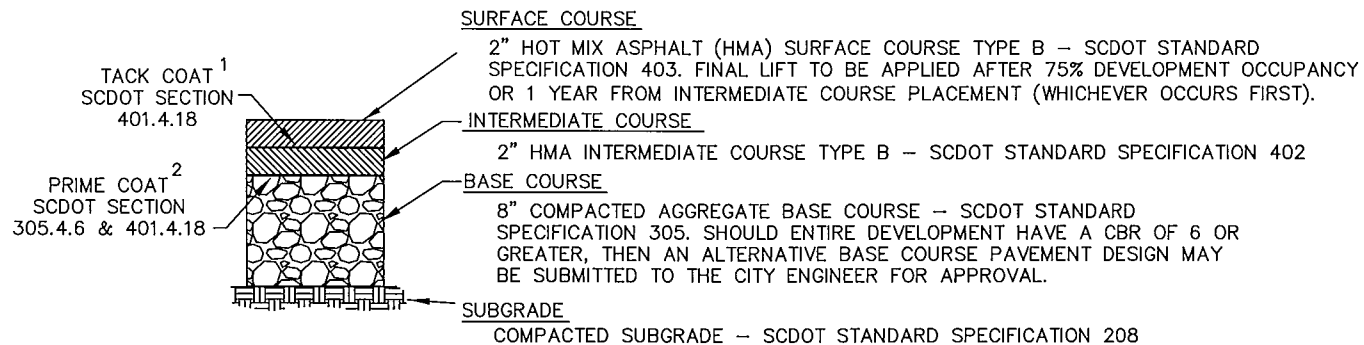 SURFACE COURSE
2" HOT MIX ASPHALT (HMA) SURFACE COURSE TYPE B – SCDOT STANDARD
SPECIFICATION 403. FINAL LIFT TO BE APPLIED AFTER 75% DEVELOPMENT OCCUPANCY
OR 1 YEAR FROM INTERMEDIATE COURSE PLACEMENT (WHICHEVER OCCURS FIRST).
TACK COAT 1
SCDOT SECTION
401.4.18
INTERMEDIATE COURSE
2" HMA INTERMEDIATE COURSE TYPE B – SCDOT STANDARD SPECIFICATION 402
PRIME COAT 2
SCDOT SECTION
305.4.6 & 401.4.18
BASE COURSE
8" COMPACTED AGGREGATE BASE COURSE – SCDOT STANDARD
SPECIFICATION 305. SHOULD ENTIRE DEVELOPMENT HAVE A CBR OF 6 OR
GREATER, THEN AN ALTERNATIVE BASE COURSE PAVEMENT DESIGN MAY
BE SUBMITTED TO THE CITY ENGINEER FOR APPROVAL.
SUBGRADE
COMPACTED SUBGRADE – SCDOT STANDARD SPECIFICATION 208